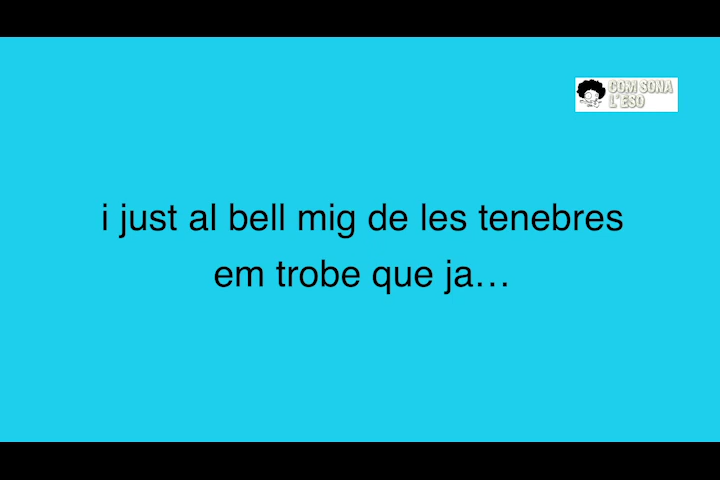 COM SONA
L'ESO
i just al bell mig de les tenebres
em trobe que ja…